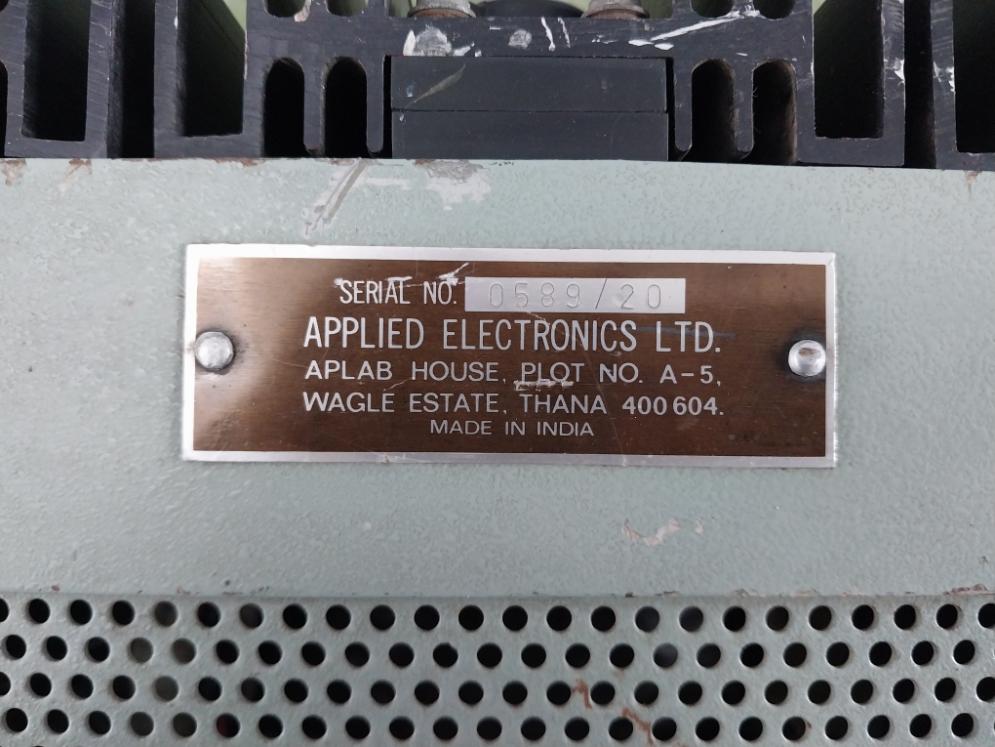 SERIAL NO. 0589/20
APPLIED ELECTRONICS LTD.
APLAB HOUSE, PLOT NO. A-5,
WAGLE ESTATE, THANA 400 604.
MADE IN INDIA